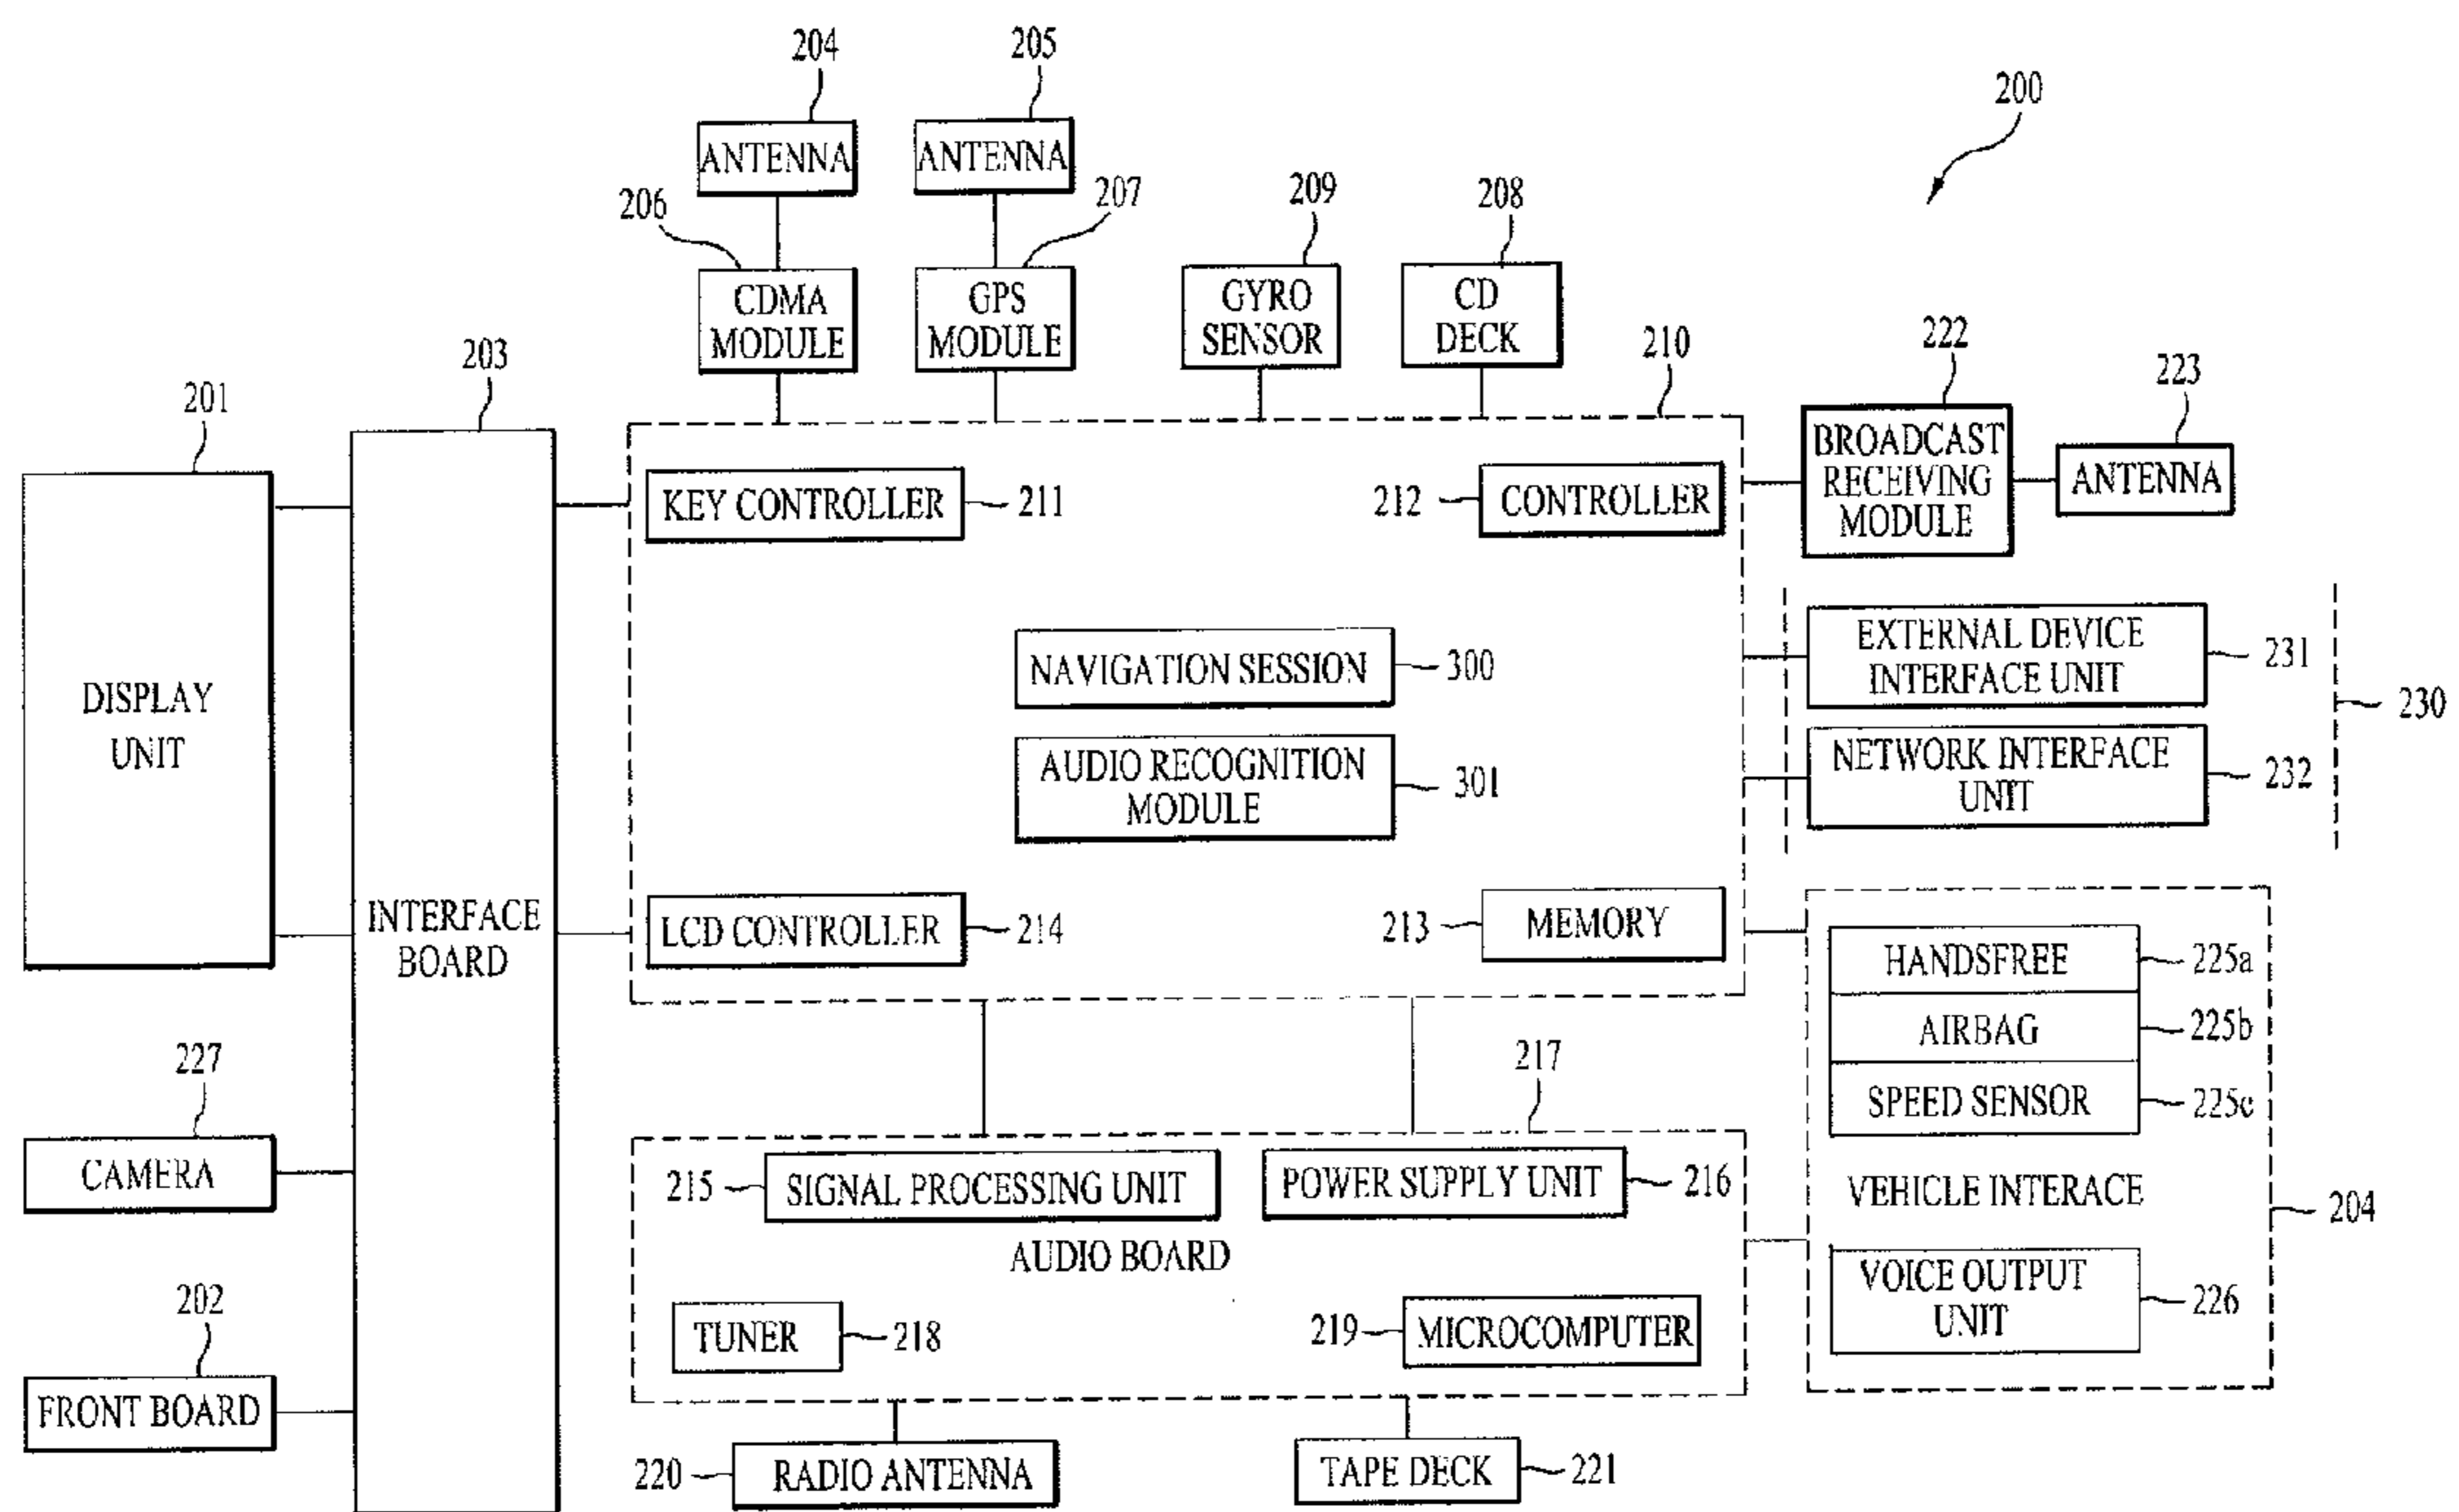 204
205
200
ANTENNA
ANTENNA
206
207
209
208
CDMA
MODULE
GPS
MODULE
GYRO
SENSOR
CD
DECK
203
210
222
223
201
BROADCAST
RECEIVING
MODULE
ANTENNA
KEY CONTROLLER
211
212
CONTROLLER
DISPLAY
UNIT
INTERFACE
BOARD
NAVIGATION SESSION
300
EXTERNAL DEVICE
INTERFACE UNIT
231
230
AUDIO RECOGNITION
MODULE
301
NETWORK INTERFACE
UNIT
232
LCD CONTROLLER
214
213
MEMORY
HANDSFREE
225a
AIRBAG
225b
SPEED SENSOR
225c
VEHICLE INTERACE
204
VOICE OUTPUT
UNIT
226
227
CAMERA
202
FRONT BOARD
217
215
SIGNAL PROCESSING UNIT
POWER SUPPLY UNIT
216
AUDIO BOARD
TUNER
218
219
MICROCOMPUTER
220
RADIO ANTENNA
TAPE DECK
221